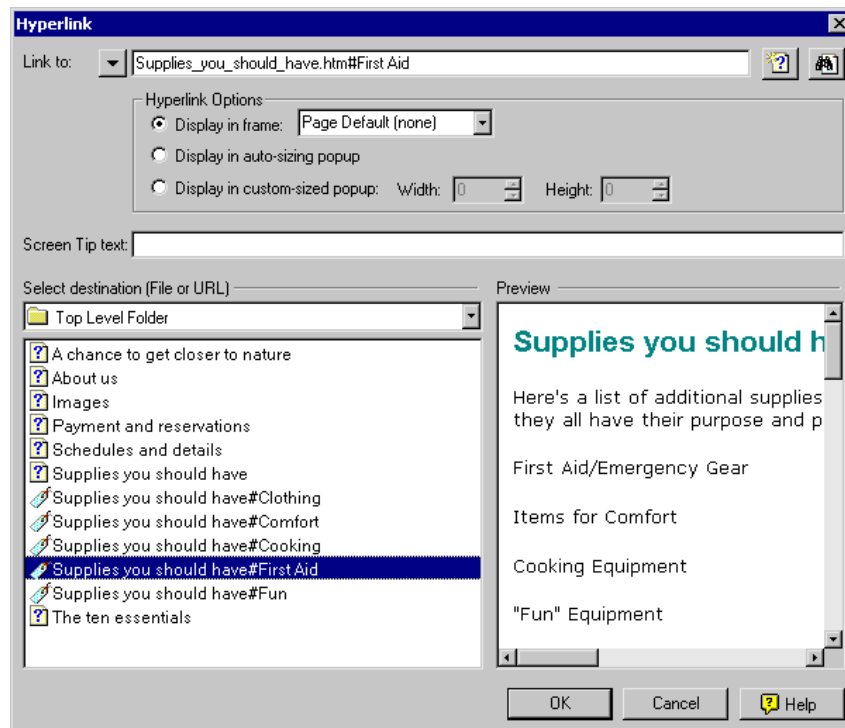 Hyperlink
Link to:
Supplies_you_should_have.htm#First Aid
Hyperlink Options
Display in frame:
Page Default (none)
Display in auto-sizing popup
Display in custom-sized popup:
Width:
0
Height:
0
Screen Tip text:
Select destination (File or URL)
Top Level Folder
A chance to get closer to nature
About us
Images
Payment and reservations
Schedules and details
Supplies you should have
Supplies you should have#Clothing
Supplies you should have#Comfort
Supplies you should have#Cooking
Supplies you should have#First Aid
Supplies you should have#Fun
The ten essentials
Preview
Supplies you should h
Here's a list of additional supplies
they all have their purpose and p
First Aid/Emergency Gear
Items for Comfort
Cooking Equipment
"Fun" Equipment
OK
Cancel
Help